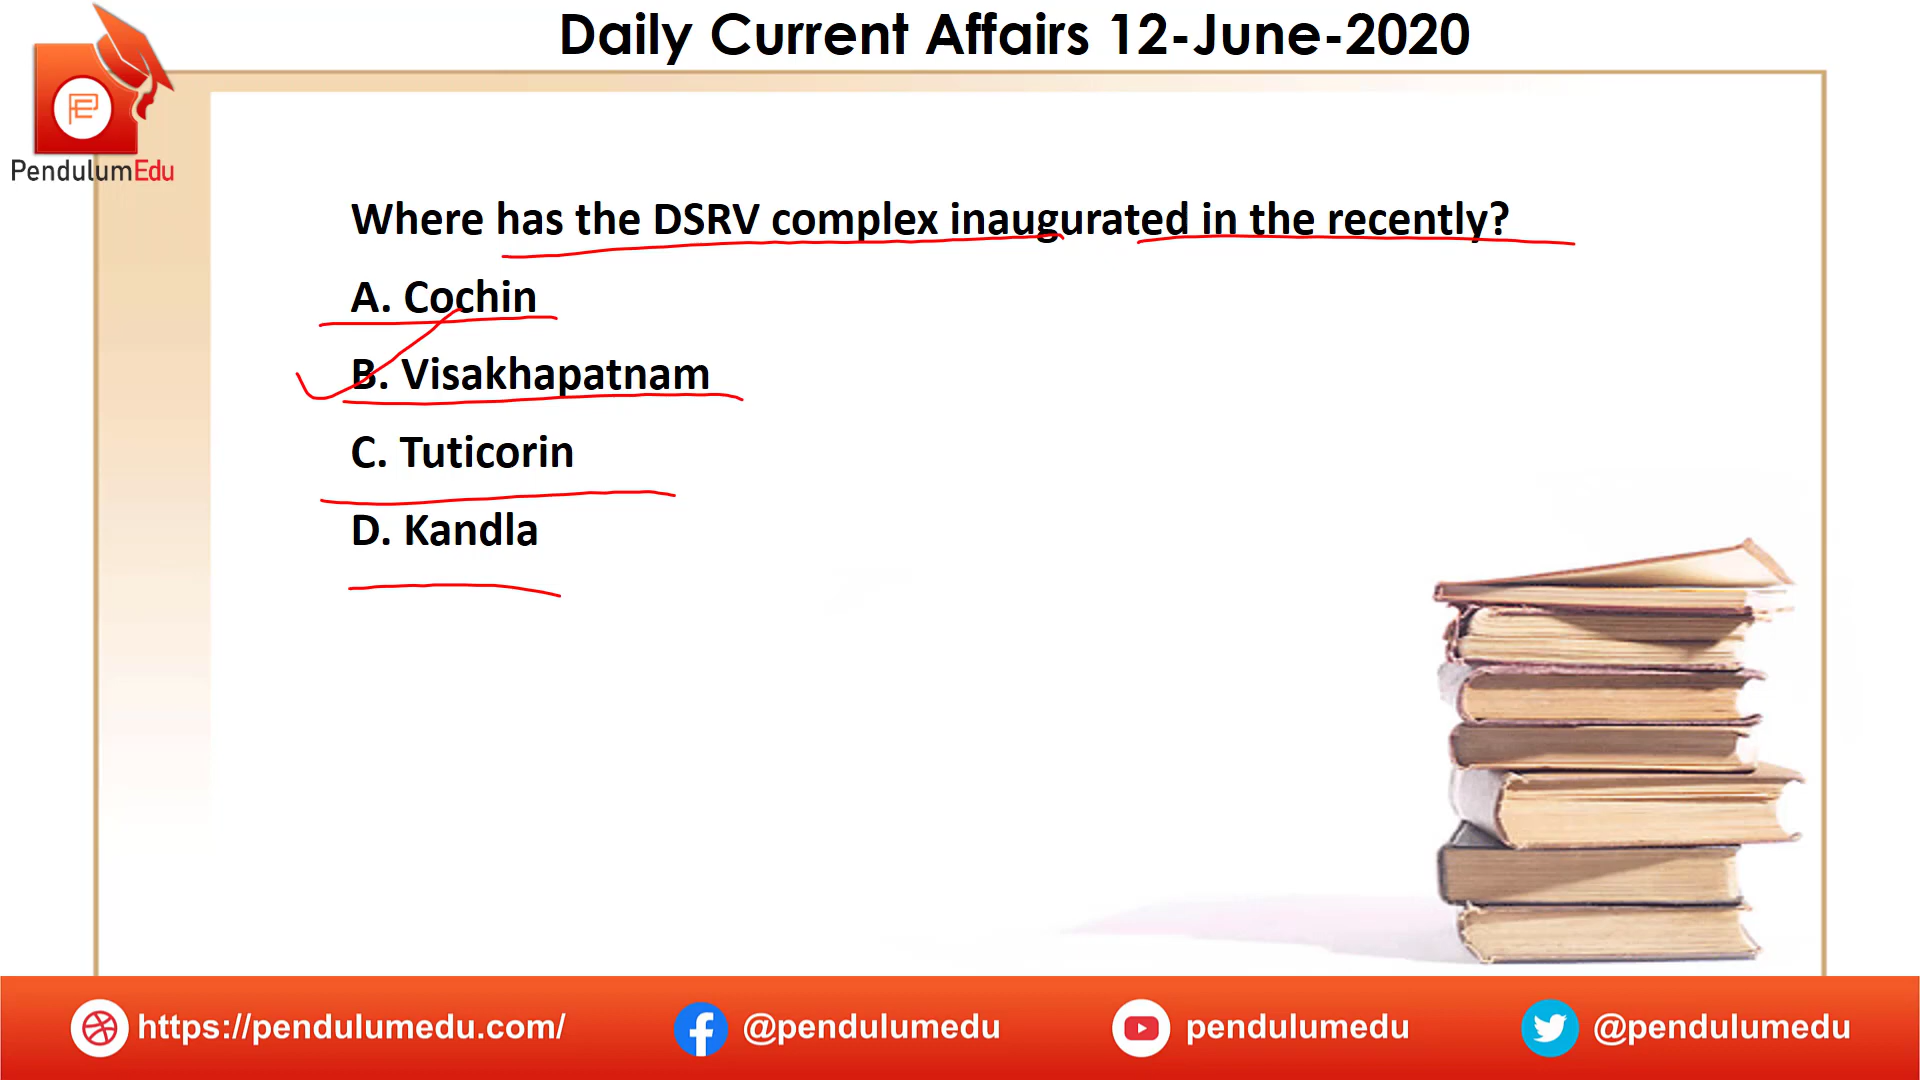 Daily Current Affairs 12-June-2020
PendulumEdu
Where has the DSRV complex inaugurated in the recently?
A. Cochin
B. Visakhapatnam
C. Tuticorin
D. Kandla
https://pendulumedu.com/ @pendulumedu pendulumedu @pendulumedu